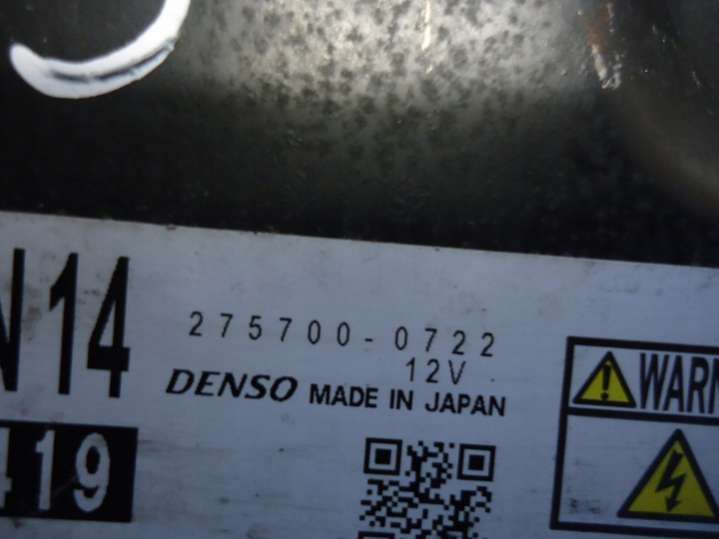 N14
275700-0722
12V
DENSO MADE IN JAPAN
419
WARN